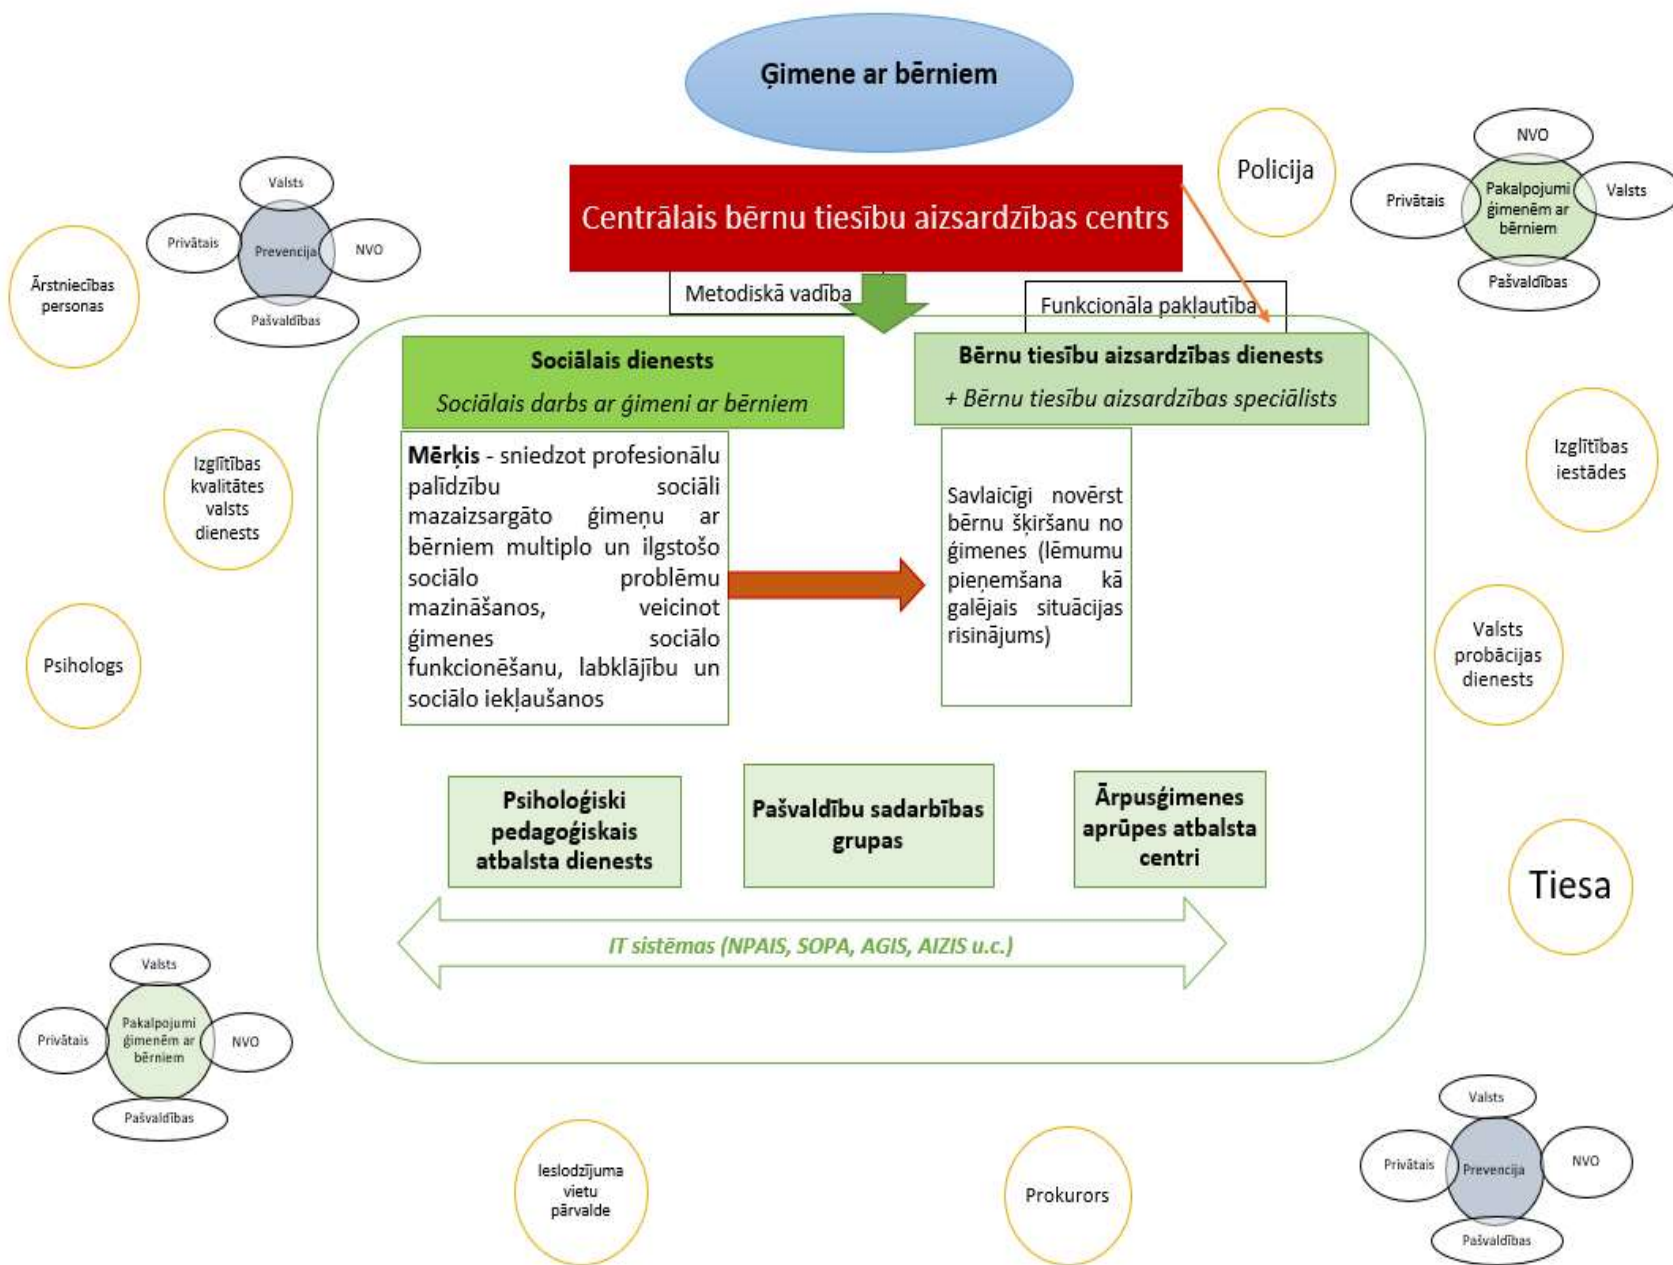 Ģimene ar bērniem
Centrālais bērnu tiesību aizsardzības centrs
Metodiskā vadība
Funkcionāla pakļautība
Policija
NVO
Privātais
Pakalpojumi
ģimenēm ar
bērniem
Valsts
Pašvaldības
Valsts
Privātais
Prevencija
NVO
Pašvaldības
Ārstniecības
personas
Sociālais dienests
Sociālais darbs ar ģimeni ar bērniem
Bērnu tiesību aizsardzības dienests
+ Bērnu tiesību aizsardzības speciālists
Mērķis - sniedzot profesionālu
palīdzību sociāli
mazaizsargāto ģimeņu ar
bērniem multiplo un ilgstošo
sociālo problēmu
mazināšanos, veicinot
ģimenes sociālo
funkcionēšanu, labklājību un
sociālo iekļaušanos
Savlaicīgi novērst
bērnu šķiršanu no
ģimenes (lēmumu
pieņemšana kā
galējais situācijas
risinājums)
Izglītības
kvalitātes
valsts
dienests
Izglītības
iestādes
Psihologs
Valsts
probācijas
dienests
Psiholoģiski
pedagoģiskais
atbalsta dienests
Pašvaldību sadarbības
grupas
Ārpusģimenes
aprūpes atbalsta
centri
Tiesa
IT sistēmas (NPAIS, SOPA, AGIS, AIZIS u.c.)
Valsts
Privātais
Pakalpojumi
ģimenēm ar
bērniem
NVO
Pašvaldības
Ieslodzījuma
vietu
pārvalde
Prokurors
Valsts
Privātais
Prevencija
NVO
Pašvaldības